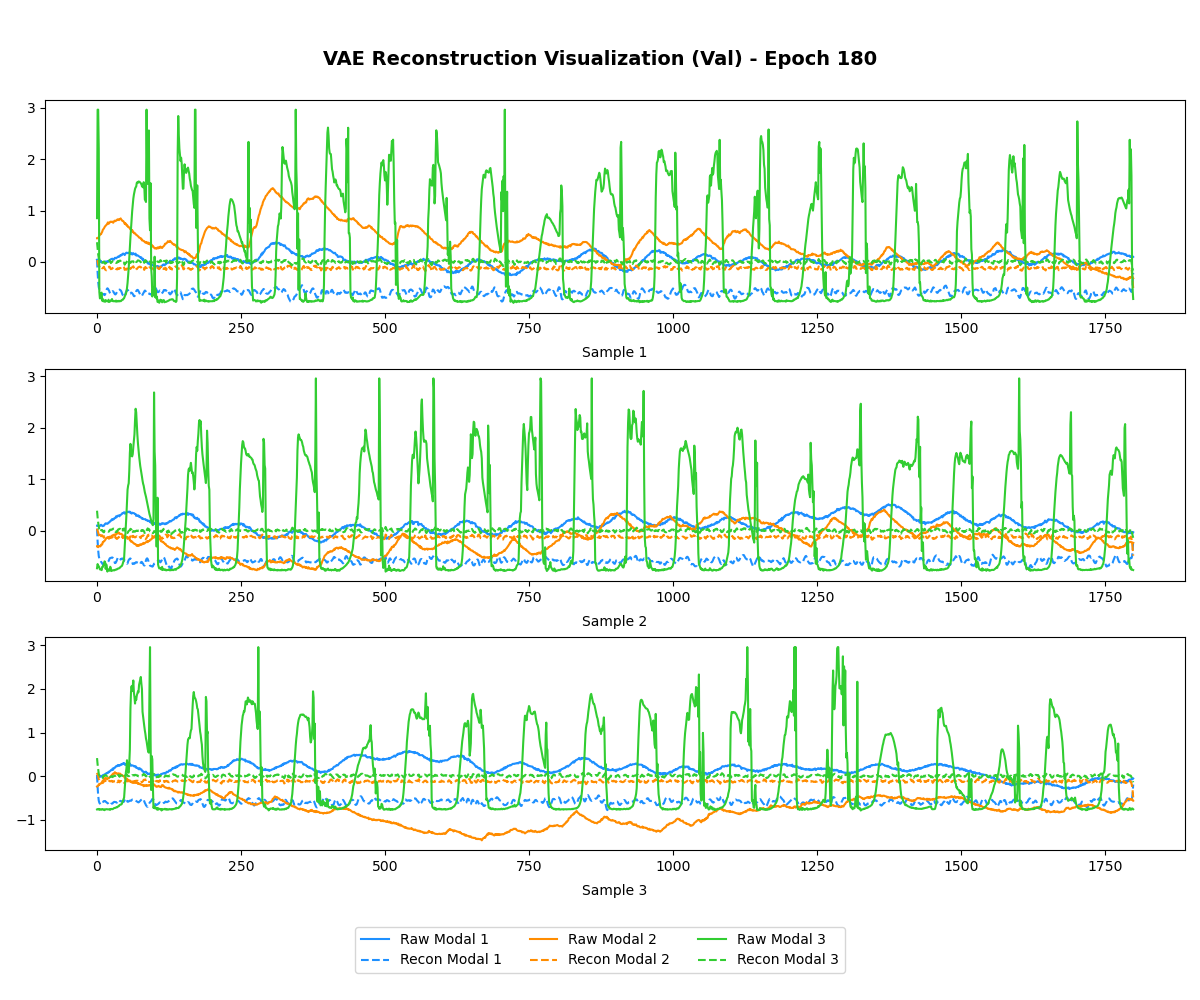 VAE Reconstruction Visualization (Val) - Epoch 180
3
2
1
0
0 250 500 750 1000 1250 1500 1750
Sample 1
3
2
1
0
0 250 500 750 1000 1250 1500 1750
Sample 2
3
2
1
0
−1
0 250 500 750 1000 1250 1500 1750
Sample 3
Raw Modal 1 Raw Modal 2 Raw Modal 3
Recon Modal 1 Recon Modal 2 Recon Modal 3